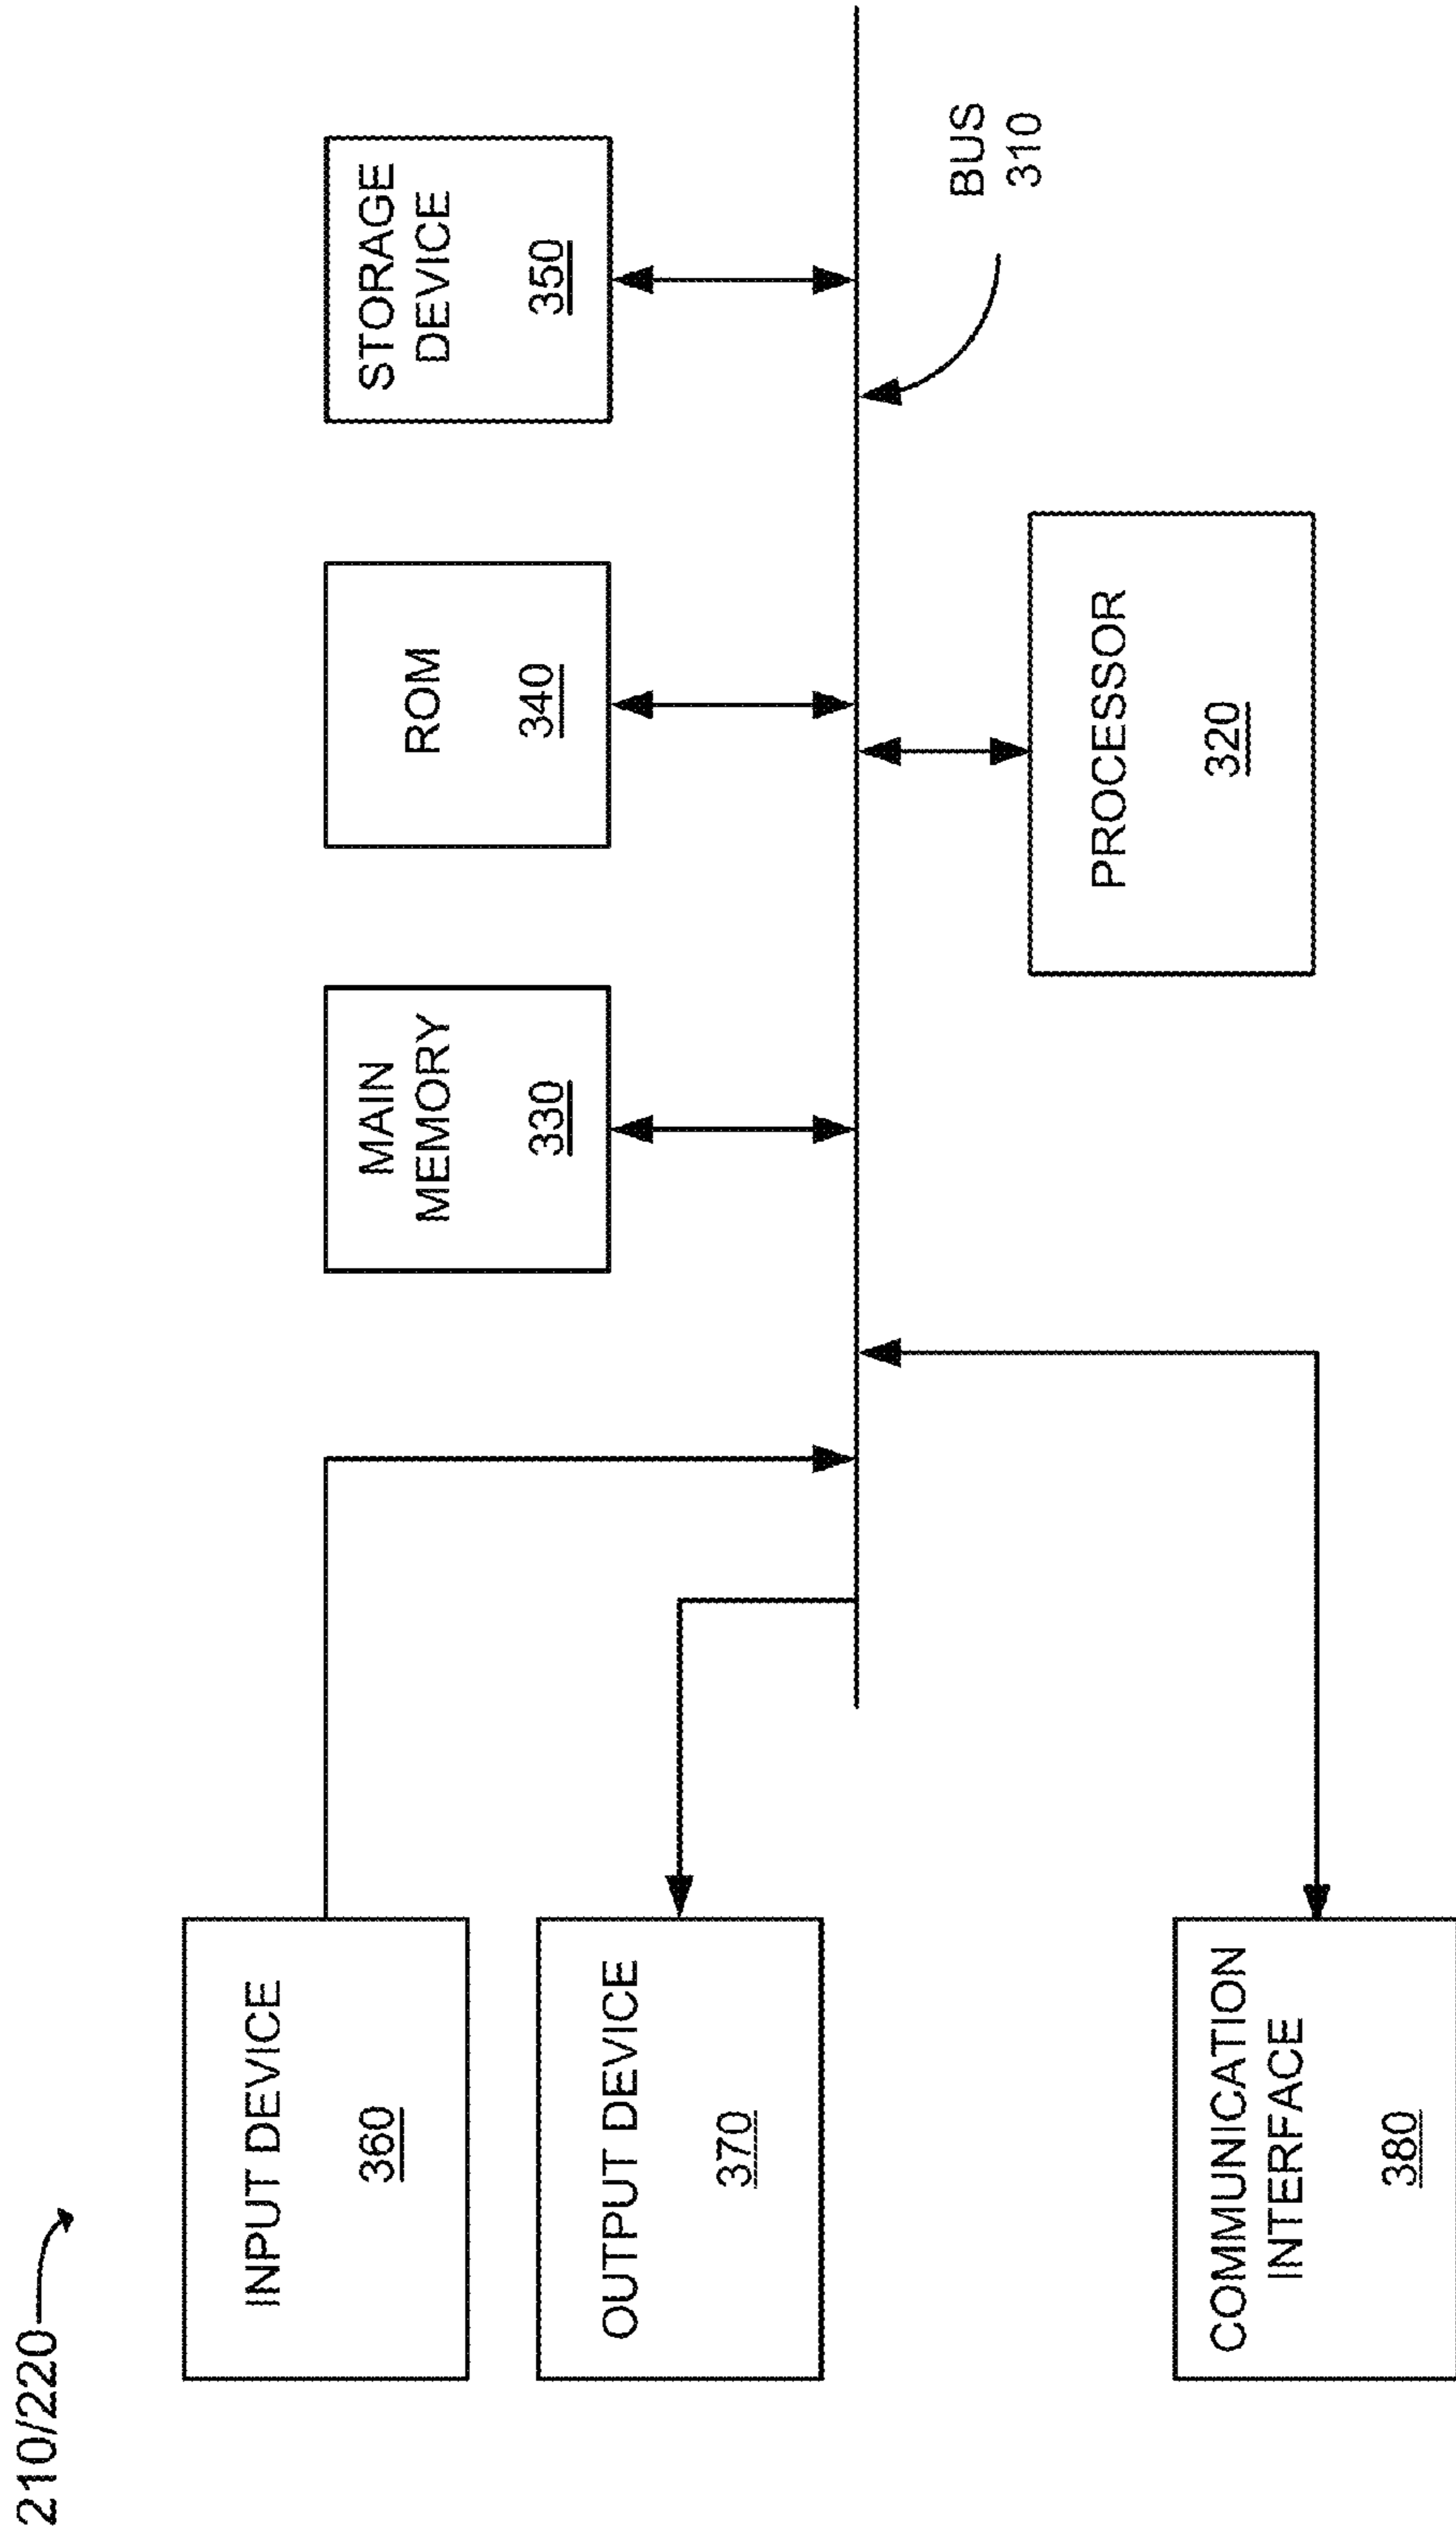 210/220
INPUT DEVICE
360
OUTPUT DEVICE
370
COMMUNICATION
INTERFACE
380
MAIN
MEMORY
330
ROM
340
STORAGE
DEVICE
350
PROCESSOR
320
BUS
310